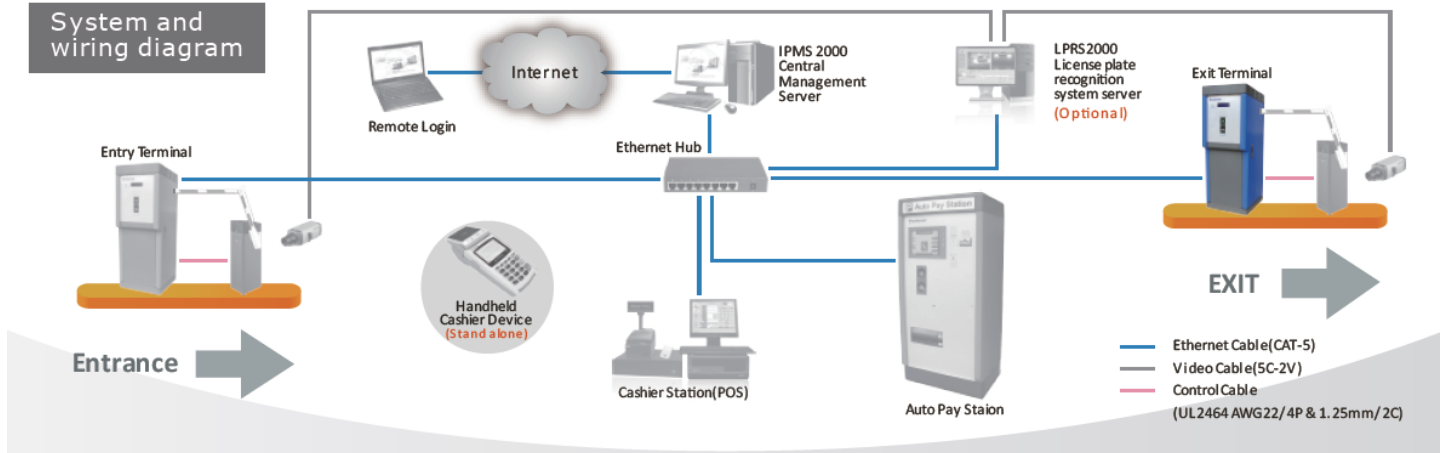 System and
wiring diagram
Internet
IPMS 2000
Central
Management
Server
LPRS2000
License plate
recognition
system server
(Optional)
Exit Terminal
Remote Login
Ethernet Hub
Entry Terminal
Auto Pay Station
Handheld
Cashier Device
(Stand alone)
EXIT
Entrance
Cashier Station(POS)
Auto Pay Staion
Ethernet Cable(CAT-5)
Video Cable(5C-2V)
Control Cable
(UL2464 AWG22/4P & 1.25mm/2C)